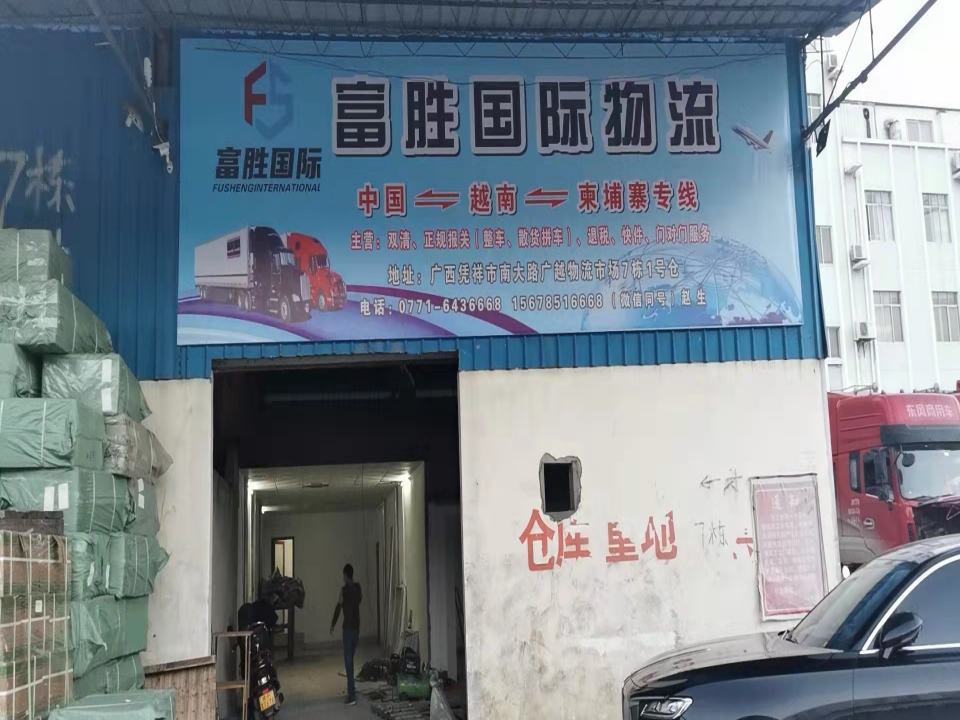 富胜国际物流
FS
富胜国际
FUSHENGINTERNATIONAL
中国⇌越南⇌柬埔寨专线
主营：双清、正规报关（整车、散货拼车）、退税、快件、门对门服务
地址：广西凭祥市南大路广越物流市场7栋1号仓
电话：0771-6436668 15678516668（微信同号）赵生
7栋
东风商用车
仓库重地
7栋